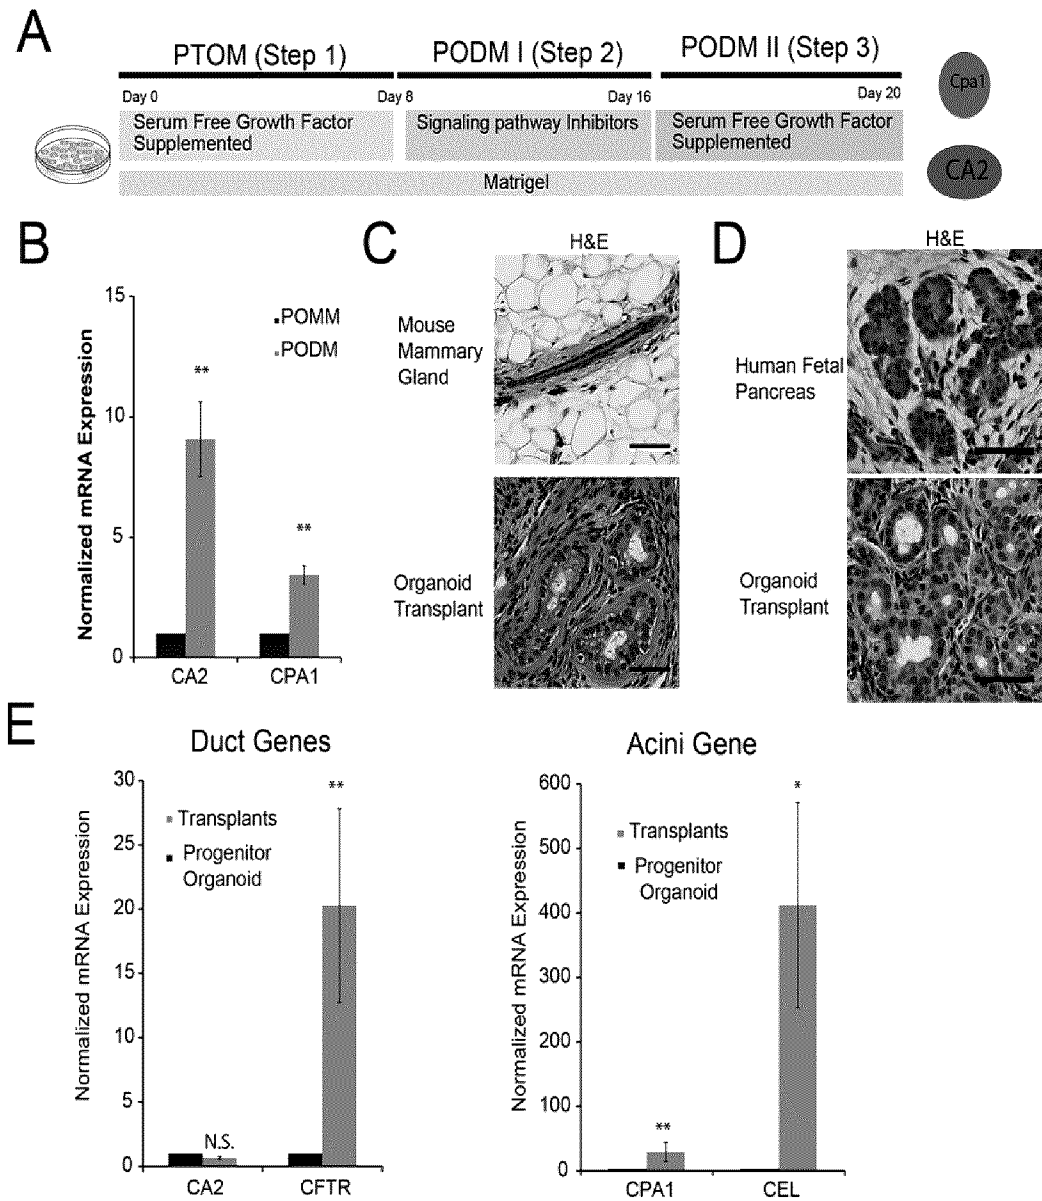 A
PTOM (Step 1)
PODM I (Step 2)
PODM II (Step 3)
Day 0
Day 8
Day 16
Day 20
Serum Free Growth Factor
Supplemented
Signaling pathway Inhibitors
Serum Free Growth Factor
Supplemented
Matrigel
Cpa1
CA2
B
Normalized mRNA Expression
15
10
5
0
POMM
PODM
**
**
CA2
CPA1
C
H&E
Mouse
Mammary
Gland
Organoid
Transplant
D
H&E
Human Fetal
Pancreas
Organoid
Transplant
E
Duct Genes
Normalized mRNA Expression
30
25
20
15
10
5
0
Transplants
Progenitor
Organoid
N.S.
**
CA2
CFTR
Acini Gene
Normalized mRNA Expression
600
500
400
300
200
100
0
Transplants
Progenitor
Organoid
**
*
CPA1
CEL